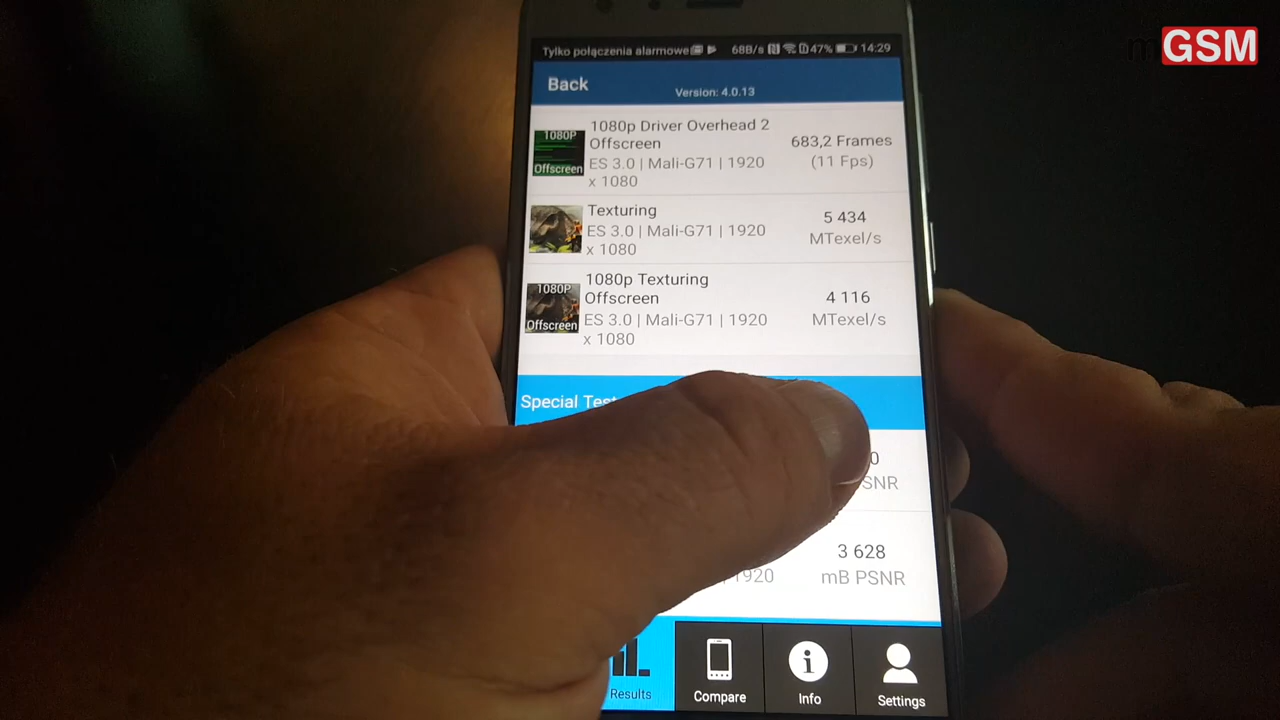 mGSM
Tylko połączenia alarmowe 68B/s 47% 14:29
Back
Version: 4.0.13
1080P
Offscreen
1080p Driver Overhead 2
Offscreen
ES 3.0 | Mali-G71 | 1920
x 1080
683,2 Frames
(11 Fps)
Texturing
ES 3.0 | Mali-G71 | 1920
x 1080
5 434
MTexel/s
1080P
Offscreen
1080p Texturing
Offscreen
ES 3.0 | Mali-G71 | 1920
x 1080
4 116
MTexel/s
Special
PSNR
1920
3 628
mB PSNR
Results
Compare
Info
Settings